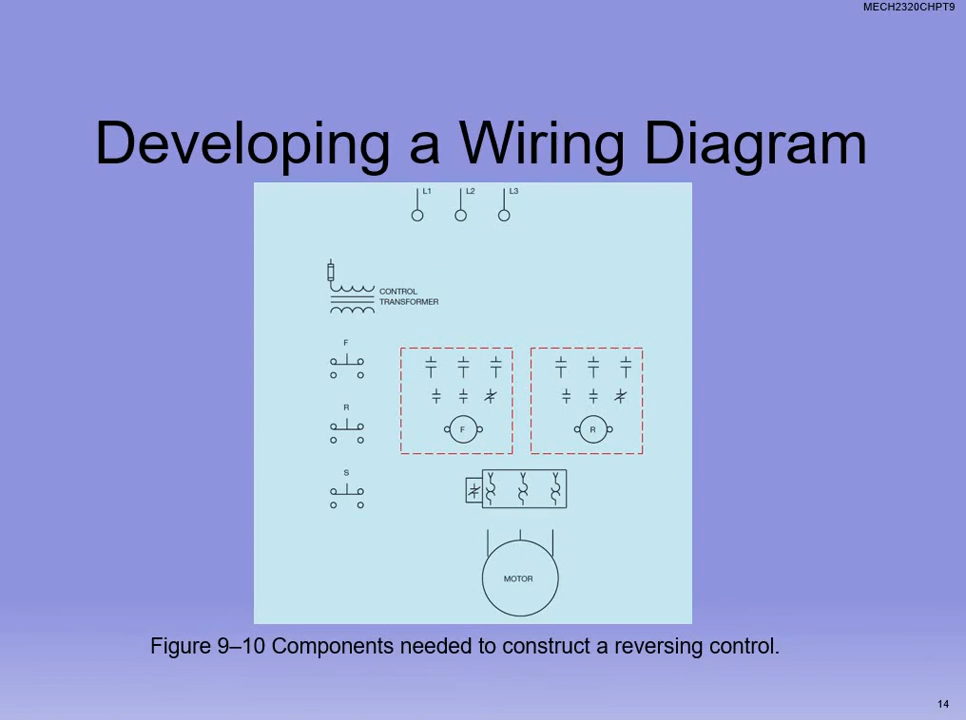 MECH2320CHPT9
Developing a Wiring Diagram
L1 L2 L3
CONTROL
TRANSFORMER
F
R
F R
S
MOTOR
Figure 9–10 Components needed to construct a reversing control.
14